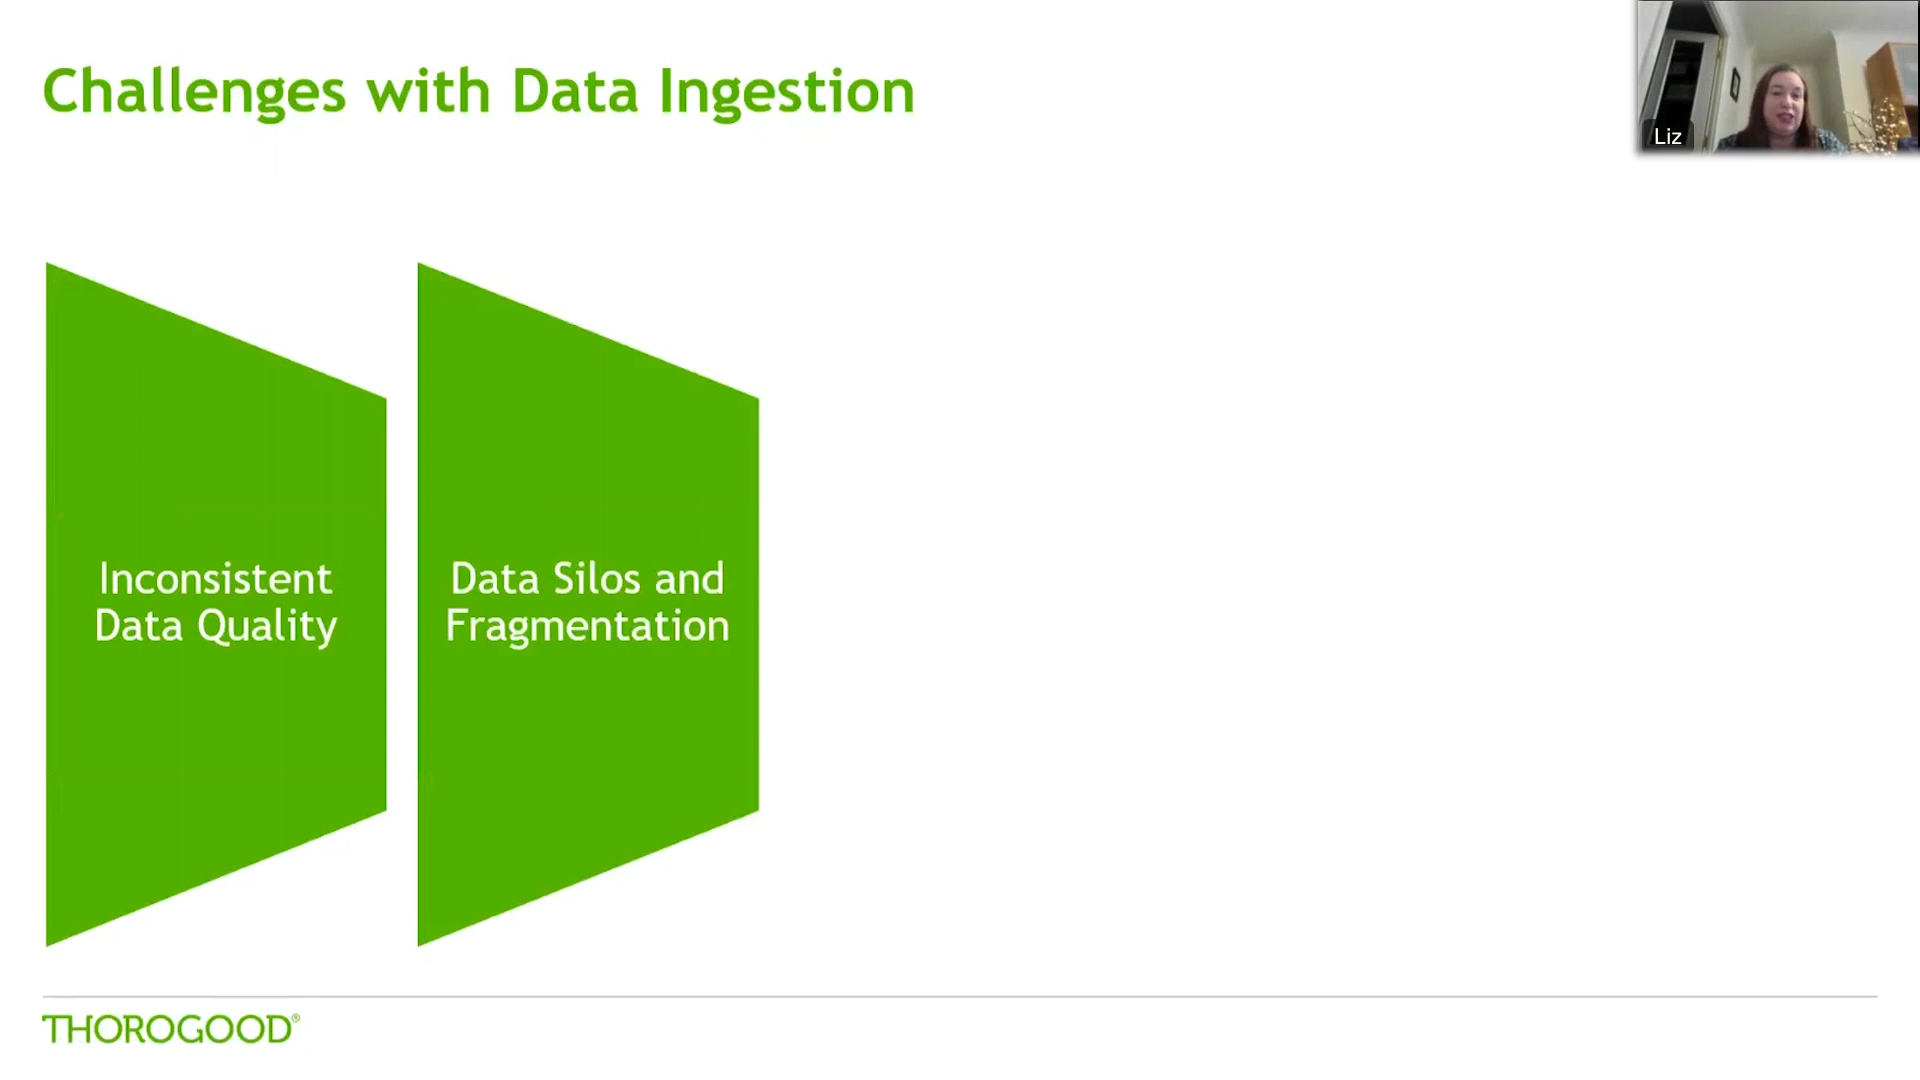 Challenges with Data Ingestion
Liz
Inconsistent
Data Quality
Data Silos and
Fragmentation
THOROGOOD®